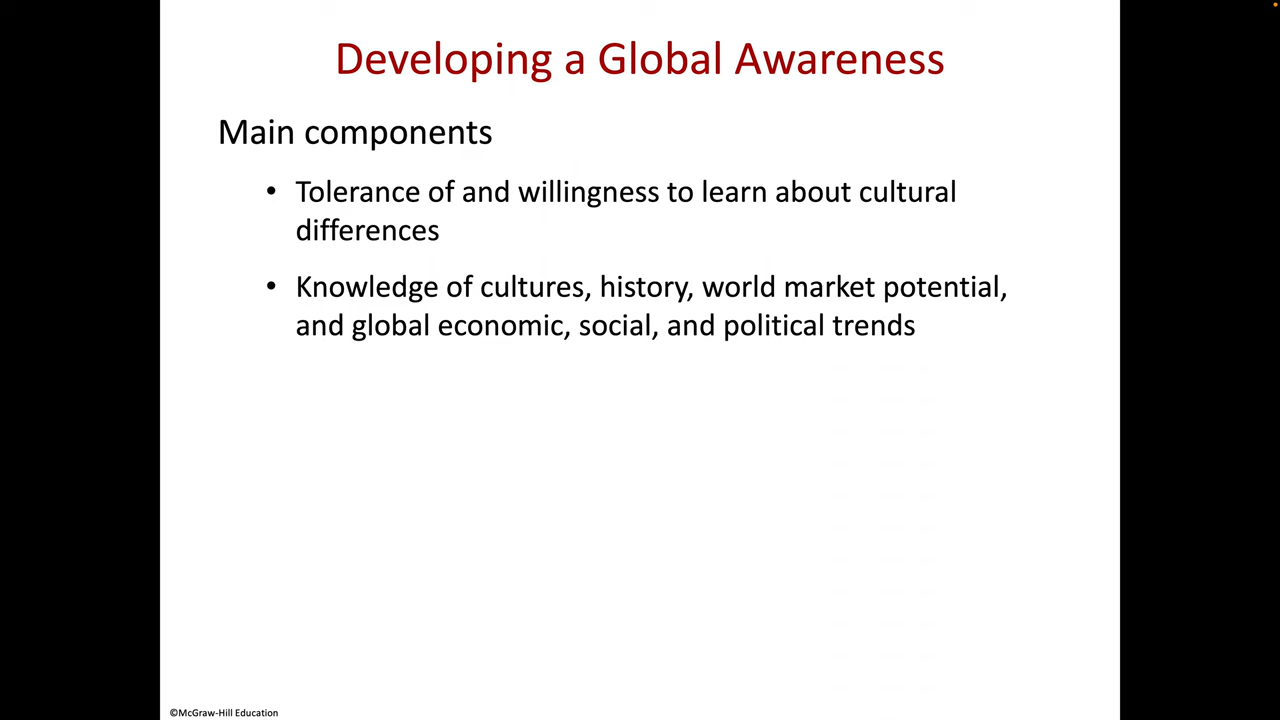 Developing a Global Awareness
Main components
• Tolerance of and willingness to learn about cultural
differences
• Knowledge of cultures, history, world market potential,
and global economic, social, and political trends
©McGraw-Hill Education